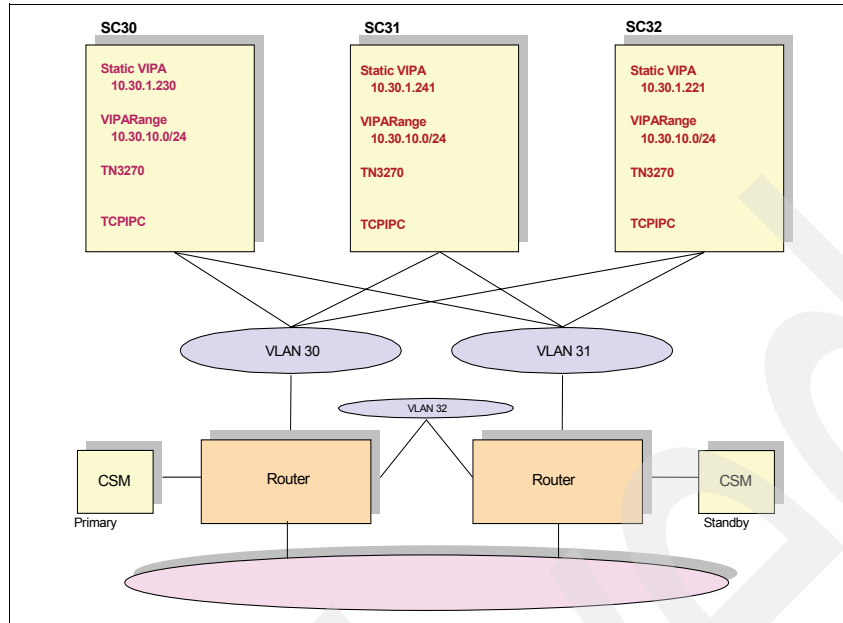 SC30
SC31
SC32
Static VIPA
10.30.1.230
VIPARange
10.30.10.0/24
TN3270
TCPIPC
Static VIPA
10.30.1.241
VIPARange
10.30.10.0/24
TN3270
TCPIPC
Static VIPA
10.30.1.221
VIPARange
10.30.10.0/24
TN3270
TCPIPC
VLAN 30
VLAN 31
VLAN 32
CSM
Primary
Router
Router
CSM
Standby